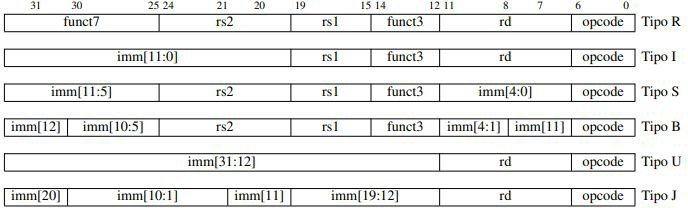 31 30 25 24 21 20 19 15 14 12 11 8 7 6 0
funct7 rs2 rs1 funct3 rd opcode Tipo R
imm[11:0] rs1 funct3 rd opcode Tipo I
imm[11:5] rs2 rs1 funct3 imm[4:0] opcode Tipo S
imm[12] imm[10:5] rs2 rs1 funct3 imm[4:1] imm[11] opcode Tipo B
imm[31:12] rd opcode Tipo U
imm[20] imm[10:1] imm[11] imm[19:12] rd opcode Tipo J